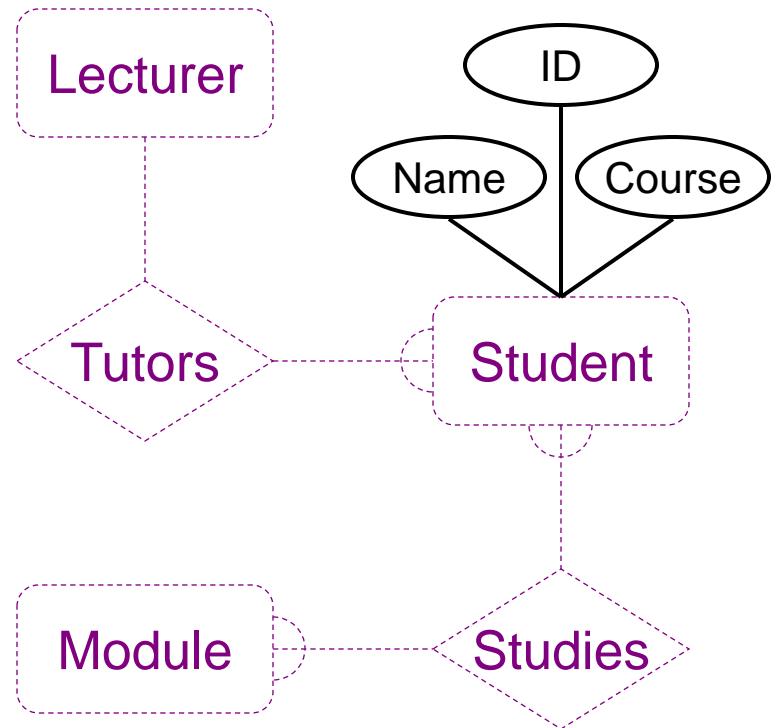 Lecturer
ID
Name
Course
Tutors
Student
Module
Studies